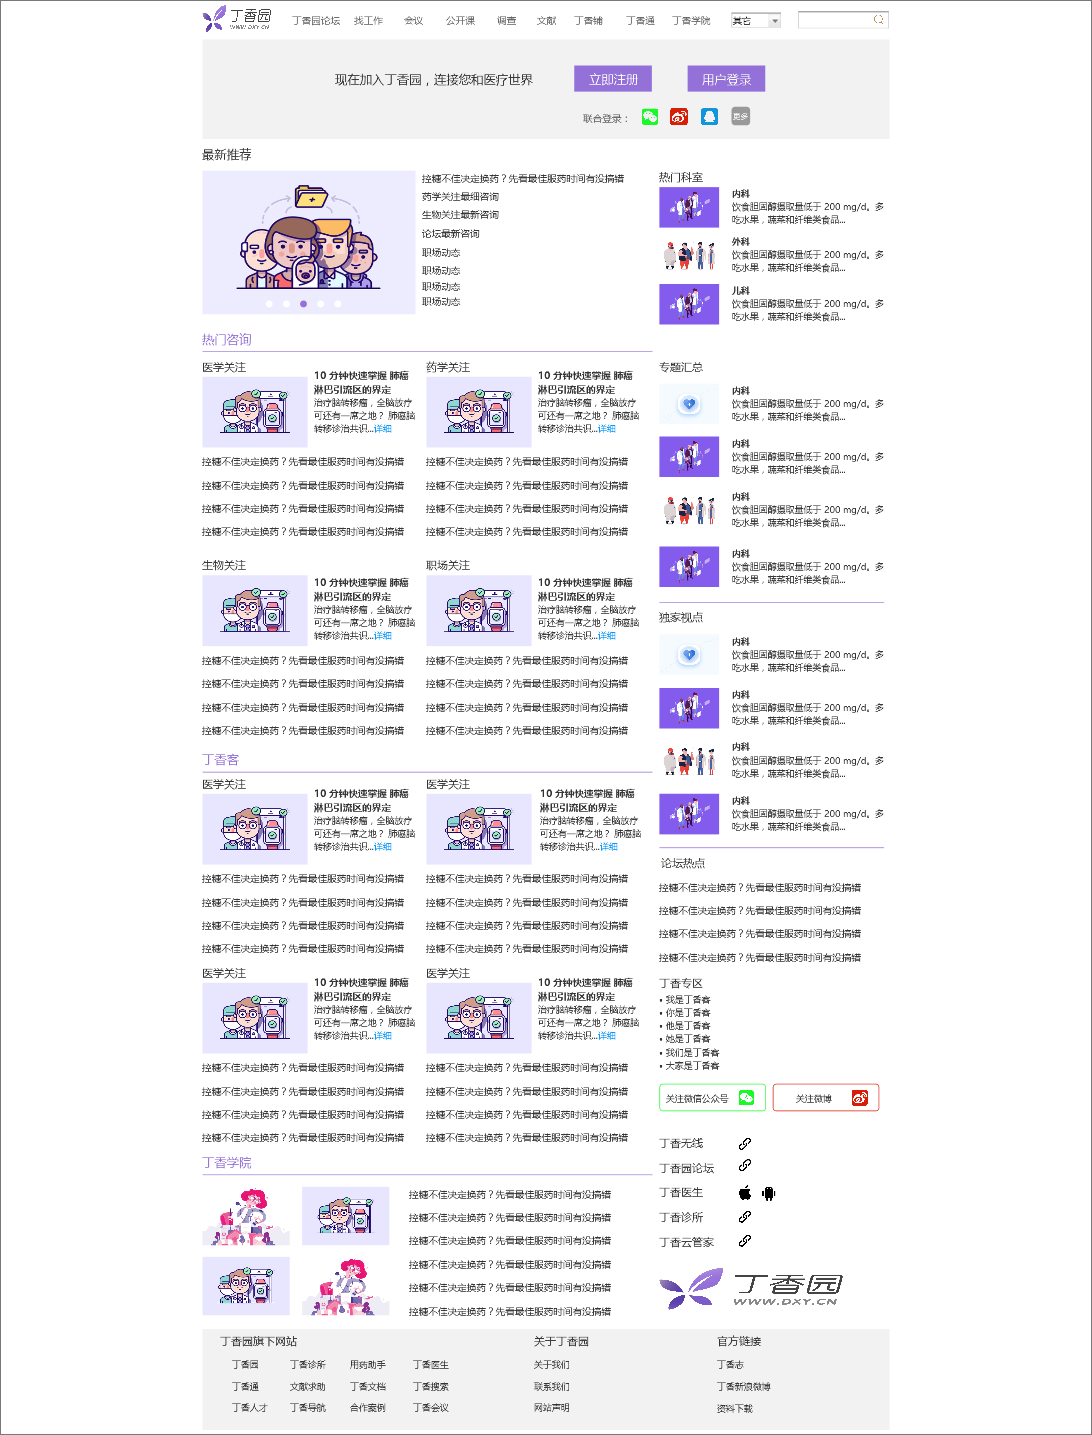 丁香园
WWW.DXY.CN
丁香园论坛 找工作 会议 公开课 调查 文献 丁香铺 丁香通 丁香学院 其它
现在加入丁香园，连接您和医疗世界 立即注册 用户登录
联合登录： 更多
最新推荐
控糖不佳决定换药？先看最佳服药时间有没搞错
药学关注最细咨询
生物关注最新咨询
论坛最新咨询
职场动态
职场动态
职场动态
职场动态
热门科室
内科
饮食胆固醇摄取量低于 200 mg/d。多
吃水果，蔬菜和纤维类食品...
外科
饮食胆固醇摄取量低于 200 mg/d。多
吃水果，蔬菜和纤维类食品...
儿科
饮食胆固醇摄取量低于 200 mg/d。多
吃水果，蔬菜和纤维类食品...
热门咨询
医学关注
10 分钟快速掌握 肺癌
淋巴引流区的界定
治疗脑转移瘤，全脑放疗
可还有一席之地？ 肺癌脑
转移诊治共识...详细
控糖不佳决定换药？先看最佳服药时间有没搞错
控糖不佳决定换药？先看最佳服药时间有没搞错
控糖不佳决定换药？先看最佳服药时间有没搞错
控糖不佳决定换药？先看最佳服药时间有没搞错
药学关注
10 分钟快速掌握 肺癌
淋巴引流区的界定
治疗脑转移瘤，全脑放疗
可还有一席之地？ 肺癌脑
转移诊治共识...详细
控糖不佳决定换药？先看最佳服药时间有没搞错
控糖不佳决定换药？先看最佳服药时间有没搞错
控糖不佳决定换药？先看最佳服药时间有没搞错
控糖不佳决定换药？先看最佳服药时间有没搞错
生物关注
10 分钟快速掌握 肺癌
淋巴引流区的界定
治疗脑转移瘤，全脑放疗
可还有一席之地？ 肺癌脑
转移诊治共识...详细
控糖不佳决定换药？先看最佳服药时间有没搞错
控糖不佳决定换药？先看最佳服药时间有没搞错
控糖不佳决定换药？先看最佳服药时间有没搞错
控糖不佳决定换药？先看最佳服药时间有没搞错
职场关注
10 分钟快速掌握 肺癌
淋巴引流区的界定
治疗脑转移瘤，全脑放疗
可还有一席之地？ 肺癌脑
转移诊治共识...详细
控糖不佳决定换药？先看最佳服药时间有没搞错
控糖不佳决定换药？先看最佳服药时间有没搞错
控糖不佳决定换药？先看最佳服药时间有没搞错
控糖不佳决定换药？先看最佳服药时间有没搞错
丁香客
医学关注
10 分钟快速掌握 肺癌
淋巴引流区的界定
治疗脑转移瘤，全脑放疗
可还有一席之地？ 肺癌脑
转移诊治共识...详细
控糖不佳决定换药？先看最佳服药时间有没搞错
控糖不佳决定换药？先看最佳服药时间有没搞错
控糖不佳决定换药？先看最佳服药时间有没搞错
控糖不佳决定换药？先看最佳服药时间有没搞错
医学关注
10 分钟快速掌握 肺癌
淋巴引流区的界定
治疗脑转移瘤，全脑放疗
可还有一席之地？ 肺癌脑
转移诊治共识...详细
控糖不佳决定换药？先看最佳服药时间有没搞错
控糖不佳决定换药？先看最佳服药时间有没搞错
控糖不佳决定换药？先看最佳服药时间有没搞错
控糖不佳决定换药？先看最佳服药时间有没搞错
医学关注
10 分钟快速掌握 肺癌
淋巴引流区的界定
治疗脑转移瘤，全脑放疗
可还有一席之地？ 肺癌脑
转移诊治共识...详细
控糖不佳决定换药？先看最佳服药时间有没搞错
控糖不佳决定换药？先看最佳服药时间有没搞错
控糖不佳决定换药？先看最佳服药时间有没搞错
控糖不佳决定换药？先看最佳服药时间有没搞错
医学关注
10 分钟快速掌握 肺癌
淋巴引流区的界定
治疗脑转移瘤，全脑放疗
可还有一席之地？ 肺癌脑
转移诊治共识...详细
控糖不佳决定换药？先看最佳服药时间有没搞错
控糖不佳决定换药？先看最佳服药时间有没搞错
控糖不佳决定换药？先看最佳服药时间有没搞错
控糖不佳决定换药？先看最佳服药时间有没搞错
丁香学院
控糖不佳决定换药？先看最佳服药时间有没搞错
控糖不佳决定换药？先看最佳服药时间有没搞错
控糖不佳决定换药？先看最佳服药时间有没搞错
控糖不佳决定换药？先看最佳服药时间有没搞错
控糖不佳决定换药？先看最佳服药时间有没搞错
控糖不佳决定换药？先看最佳服药时间有没搞错
专题汇总
内科
饮食胆固醇摄取量低于 200 mg/d。多
吃水果，蔬菜和纤维类食品...
内科
饮食胆固醇摄取量低于 200 mg/d。多
吃水果，蔬菜和纤维类食品...
内科
饮食胆固醇摄取量低于 200 mg/d。多
吃水果，蔬菜和纤维类食品...
内科
饮食胆固醇摄取量低于 200 mg/d。多
吃水果，蔬菜和纤维类食品...
独家视点
内科
饮食胆固醇摄取量低于 200 mg/d。多
吃水果，蔬菜和纤维类食品...
内科
饮食胆固醇摄取量低于 200 mg/d。多
吃水果，蔬菜和纤维类食品...
内科
饮食胆固醇摄取量低于 200 mg/d。多
吃水果，蔬菜和纤维类食品...
内科
饮食胆固醇摄取量低于 200 mg/d。多
吃水果，蔬菜和纤维类食品...
论坛热点
控糖不佳决定换药？先看最佳服药时间有没搞错
控糖不佳决定换药？先看最佳服药时间有没搞错
控糖不佳决定换药？先看最佳服药时间有没搞错
控糖不佳决定换药？先看最佳服药时间有没搞错
丁香专区
• 我是丁香客
• 你是丁香客
• 他是丁香客
• 她是丁香客
• 我们是丁香客
• 大家是丁香客
关注微信公众号 关注微博
丁香无线
丁香园论坛
丁香医生
丁香诊所
丁香云管家
丁香园
WWW.DXY.CN
丁香园旗下网站 关于丁香园 官方链接
丁香园 丁香诊所 用药助手 丁香医生 关于我们 丁香志
丁香通 文献求助 丁香文档 丁香搜索 联系我们 丁香新浪微博
丁香人才 丁香导航 合作案例 丁香会议 网站声明 资料下载